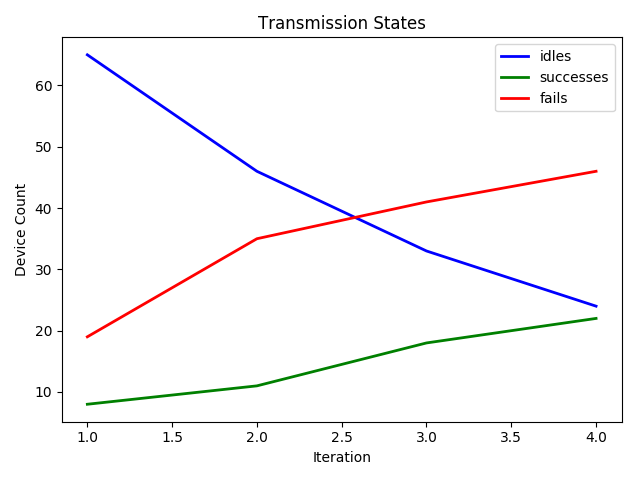 Transmission States
idles
successes
fails
Device Count
60
50
40
30
20
10
1.0 1.5 2.0 2.5 3.0 3.5 4.0
Iteration